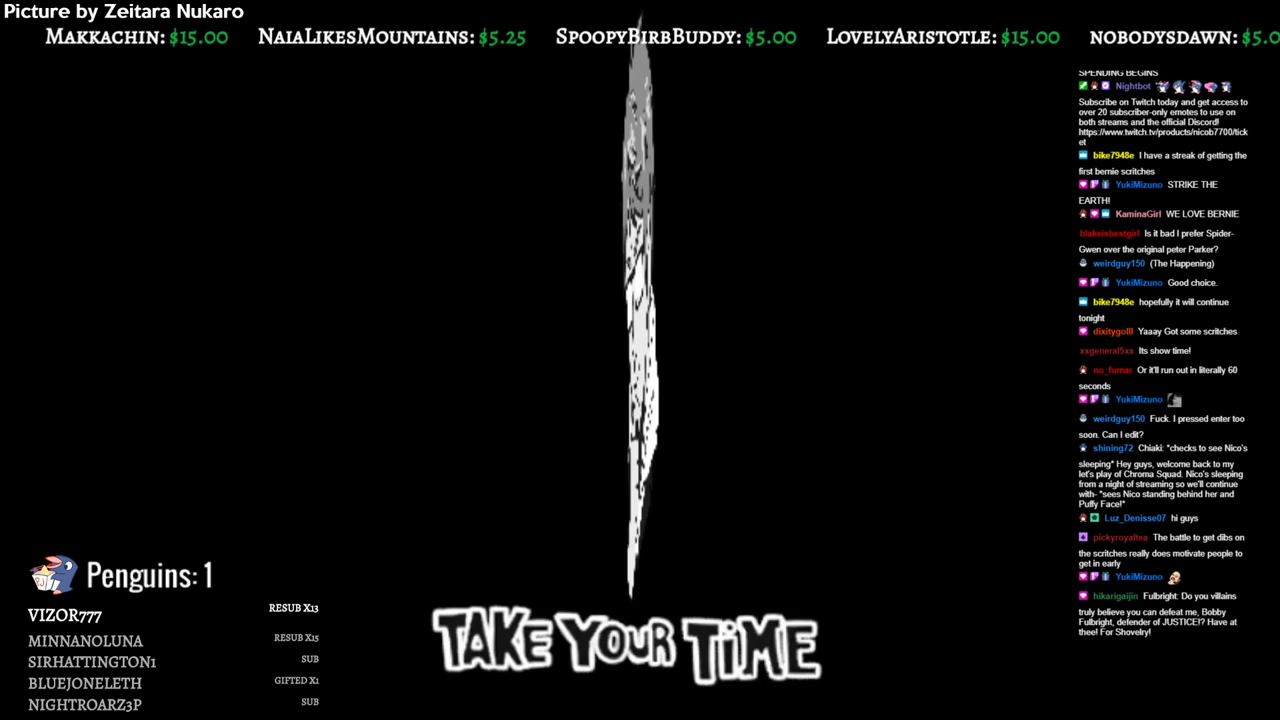 Picture by Zeitara Nukaro
Makkachin: $15.00 NaiaLikesMountains: $5.25 SpoopyBirbBuddy: $5.00 LovelyAristotle: $15.00 nobodysdawn: $5.0
SPENDING BEGINS
Nightbot
Subscribe on Twitch today and get access to
over 20 subscriber-only emotes to use on
both streams and the official Discord!
https://www.twitch.tv/products/nicob7700/tick
et
bike7948e I have a streak of getting the
first bernie scritches
YukiMizuno STRIKE THE
EARTH!
KaminaGirl WE LOVE BERNIE
blakeisbestgirl Is it bad I prefer Spider-
Gwen over the original peter Parker?
weirdguy150 (The Happening)
YukiMizuno Good choice.
bike7948e hopefully it will continue
tonight
dixitygolll Yaaay Got some scritches
xxgeneral5xx Its show time!
no_fumar Or it'll run out in literally 60
seconds
YukiMizuno
weirdguy150 Fuck. I pressed enter too
soon. Can I edit?
shining72 Chiaki: *checks to see Nico's
sleeping* Hey guys, welcome back to my
let's play of Chroma Squad. Nico's sleeping
from a night of streaming so we'll continue
with- *sees Nico standing behind her and
Puffy Face!*
Luz_Denisse07 hi guys
pickyroyaltea The battle to get dibs on
the scritches really does motivate people to
get in early
YukiMizuno
hikarigaijin Fulbright: Do you villains
truly believe you can defeat me, Bobby
Fulbright, defender of JUSTICE!? Have at
thee! For Shovelry!
Penguins: 1
VIZOR777 RESUB X13
MINNANOLUNA RESUB X15
SIRHATTINGTON1 SUB
BLUEJONELETH GIFTED X1
NIGHTROARZ3P SUB
TAKE YOUR TiME